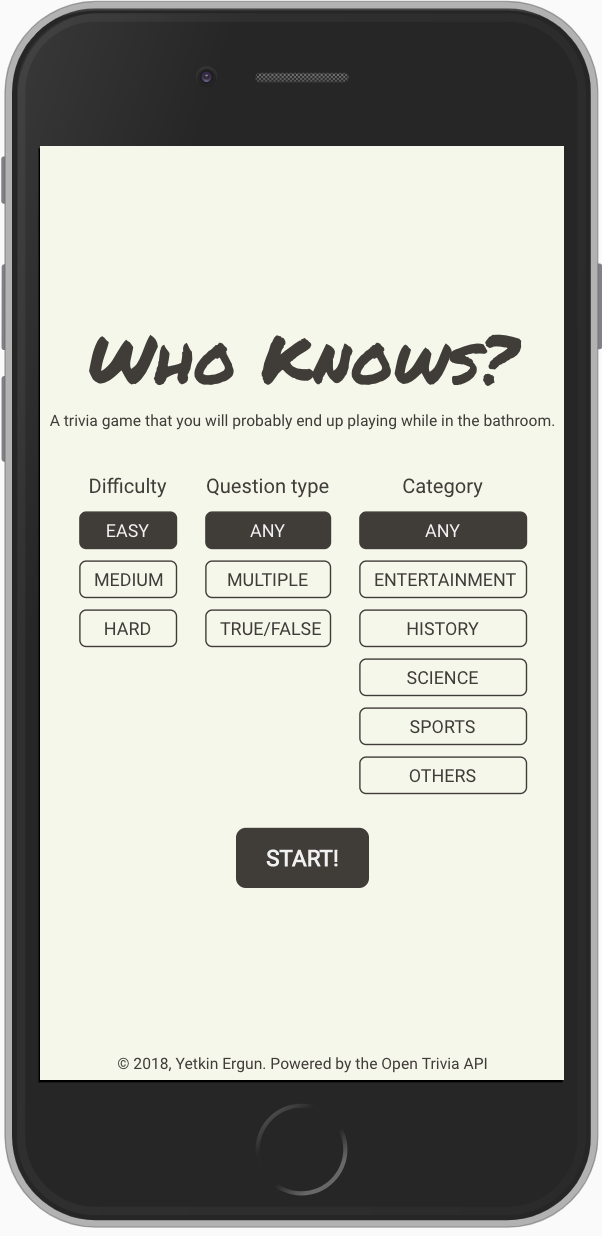 Who Knows?
A trivia game that you will probably end up playing while in the bathroom.
Difficulty
EASY
MEDIUM
HARD
Question type
ANY
MULTIPLE
TRUE/FALSE
Category
ANY
ENTERTAINMENT
HISTORY
SCIENCE
SPORTS
OTHERS
START!
© 2018, Yetkin Ergun. Powered by the Open Trivia API